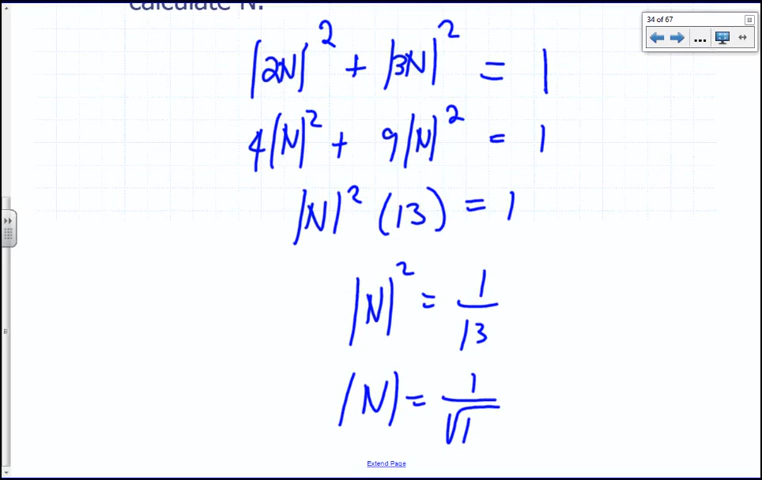 calculate N.
34 of 67
|2N|² + |3N|² = 1
4|N|² + 9|N|² = 1
|N|² (13) = 1
|N|² = 1/13
|N| = 1/√1
Extend Page